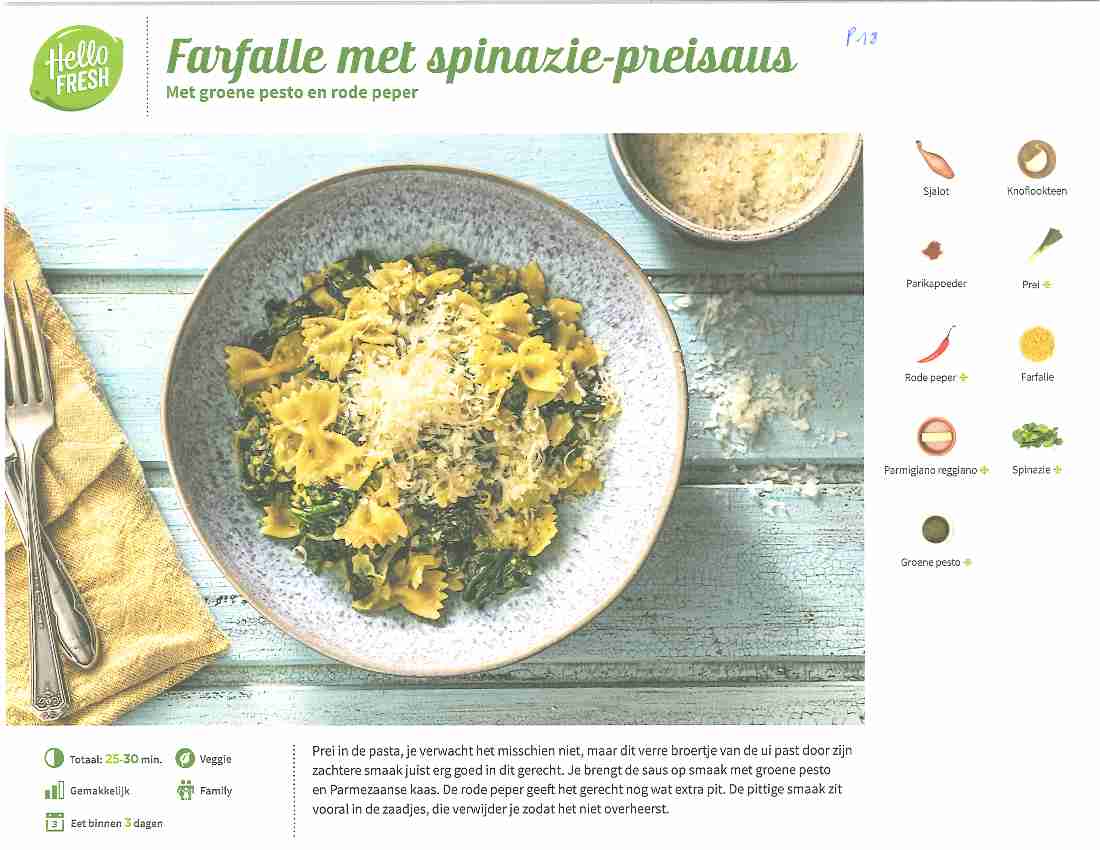 Hello
FRESH
Farfalle met spinazie-preisaus
Met groene pesto en rode peper
P13
Sjalot
Knoflookteen
Parikapoeder
Prei
Rode peper
Farfalle
Parmigiano reggiano
Spinazie
Groene pesto
Totaal: 25-30 min.
Veggie
Gemakkelijk
Family
3
Eet binnen 3 dagen
Prei in de pasta, je verwacht het misschien niet, maar dit verre broertje van de ui past door zijn
zachtere smaak juist erg goed in dit gerecht. Je brengt de saus op smaak met groene pesto
en Parmezaanse kaas. De rode peper geeft het gerecht nog wat extra pit. De pittige smaak zit
vooral in de zaadjes, die verwijder je zodat het niet overheerst.